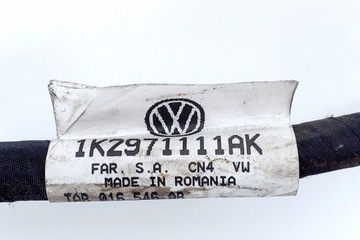 1K2971111AK
FAR. S.A. CN4 VW
MADE IN ROMANIA